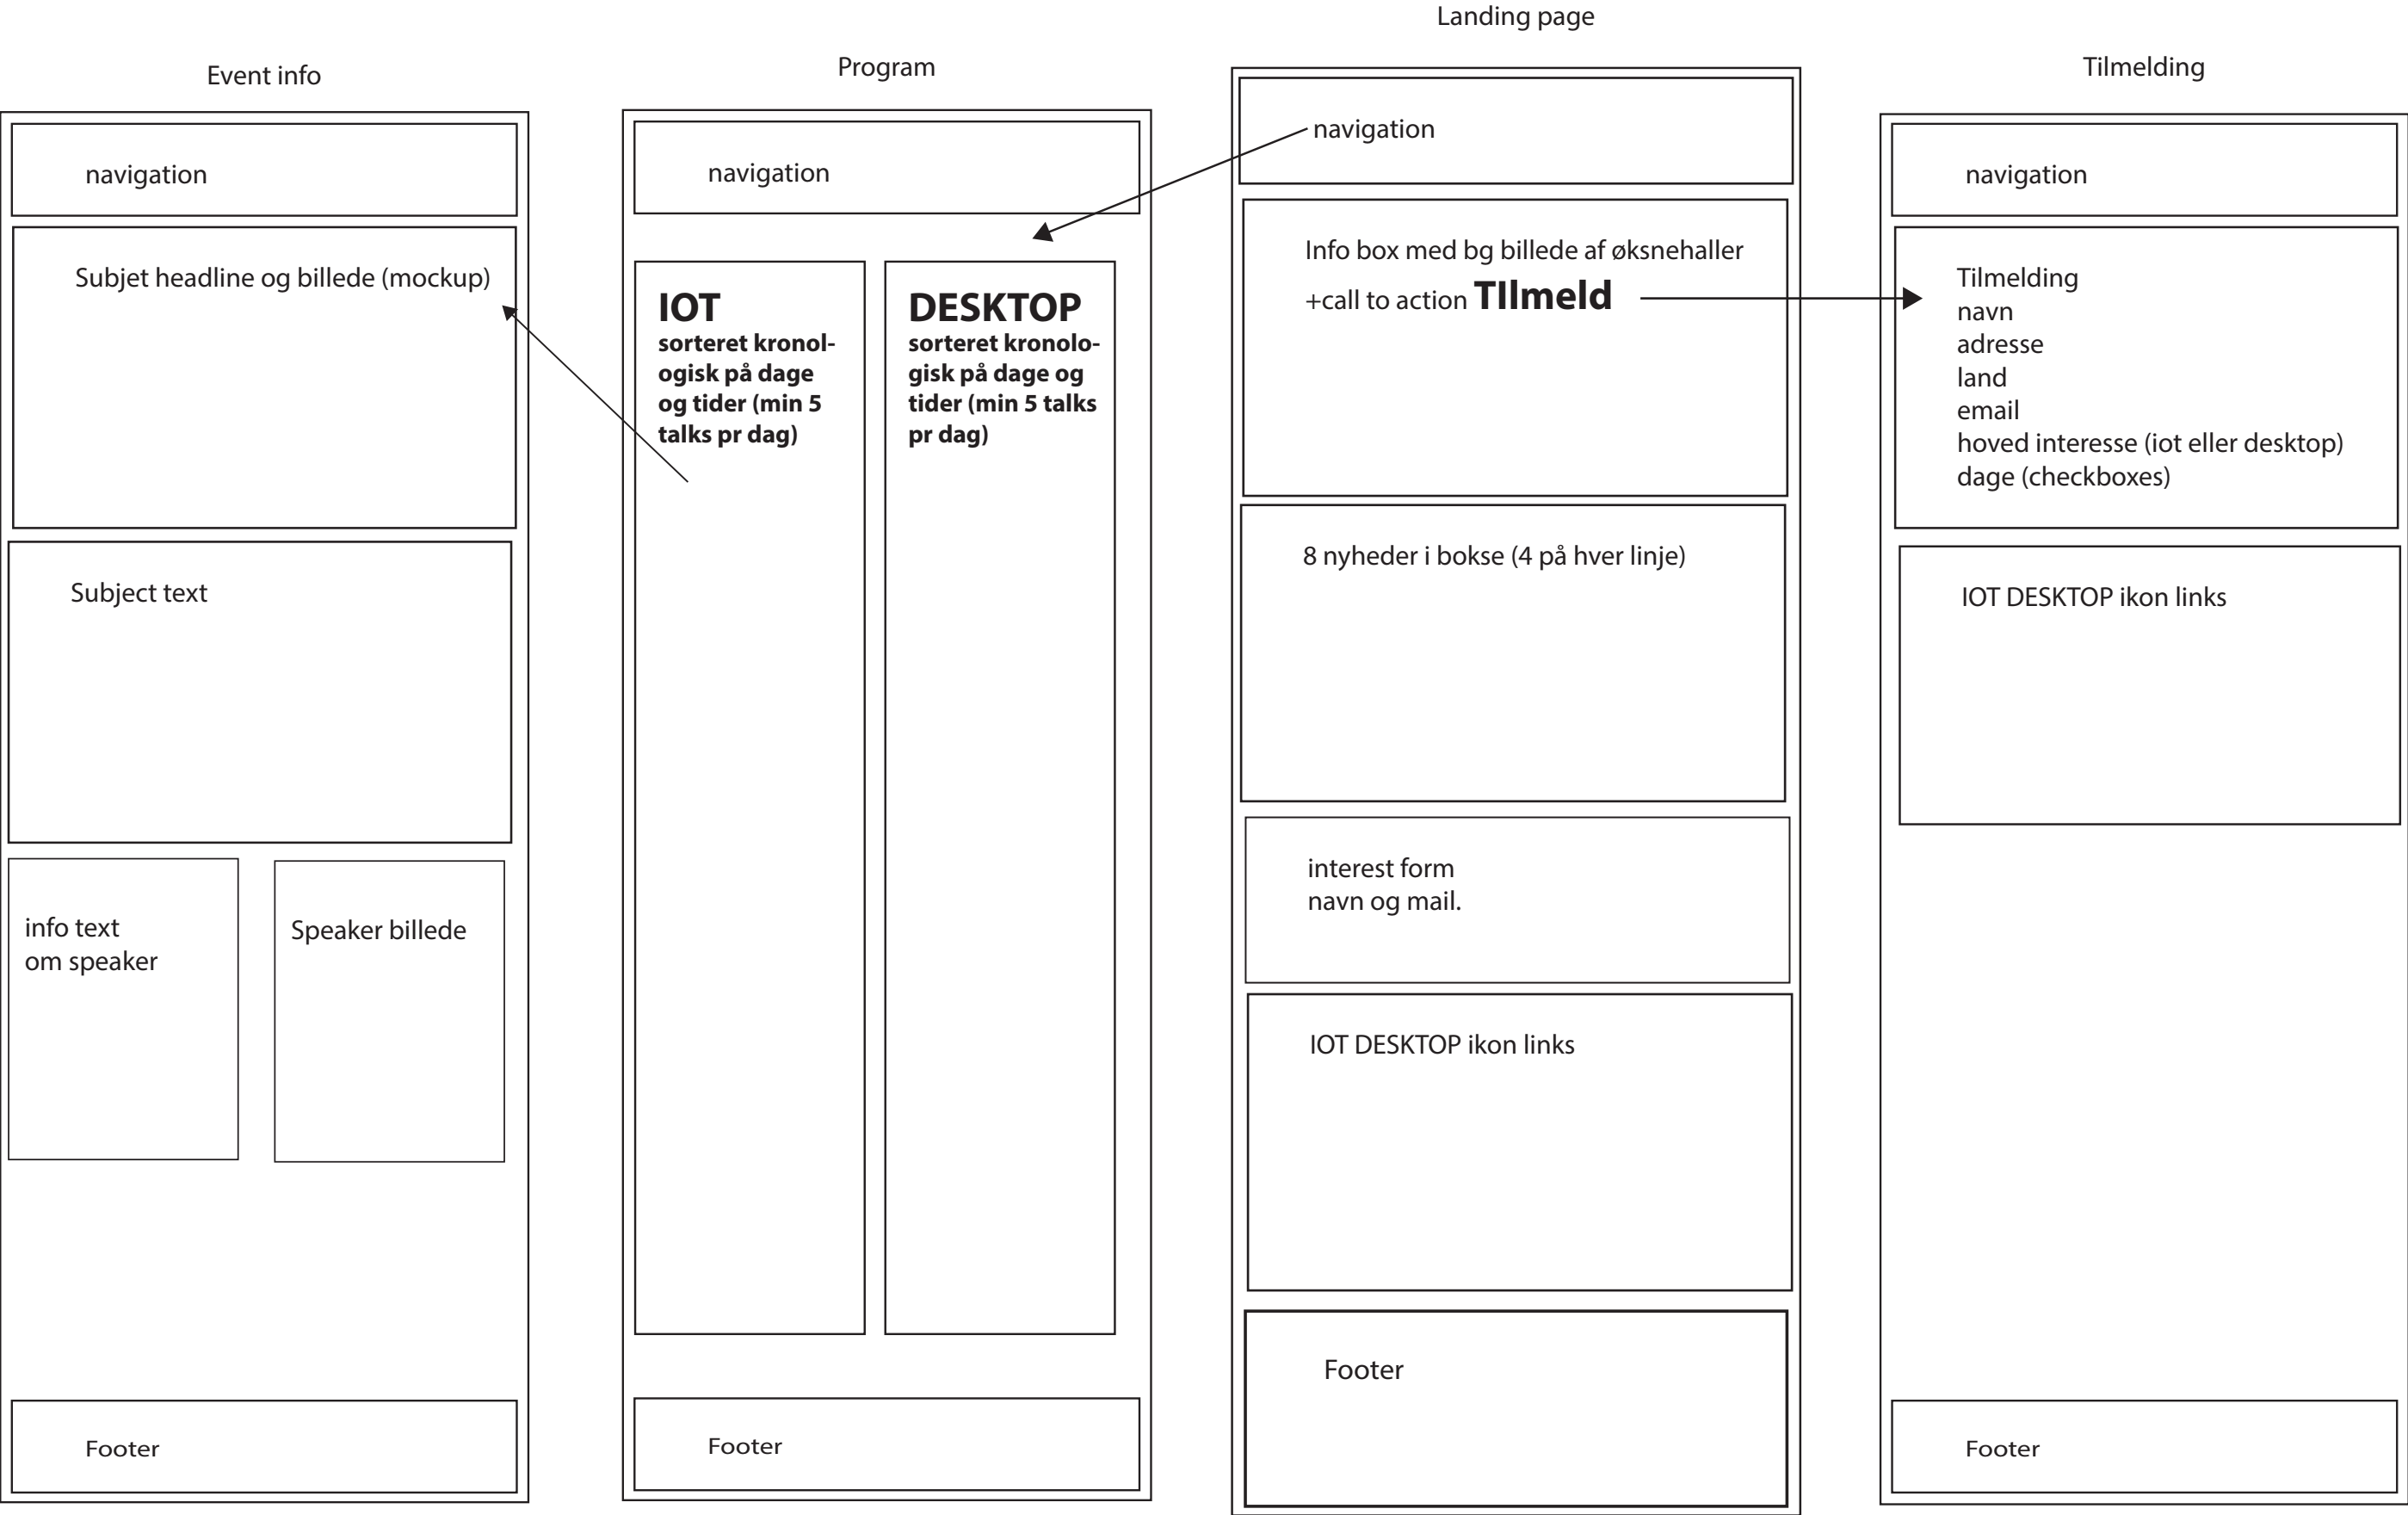 Event info
navigation
Subjet headline og billede (mockup)
Subject text
info text
om speaker
Speaker billede
Footer
Program
navigation
IOT
sorteret kronol-
ogisk på dage
og tider (min 5
talks pr dag)
DESKTOP
sorteret kronolo-
gisk på dage og
tider (min 5 talks
pr dag)
Footer
Landing page
navigation
Info box med bg billede af øksnehaller
+call to action TIlmeld
8 nyheder i bokse (4 på hver linje)
interest form
navn og mail.
IOT DESKTOP ikon links
Footer
Tilmelding
navigation
Tilmelding
navn
adresse
land
email
hoved interesse (iot eller desktop)
dage (checkboxes)
IOT DESKTOP ikon links
Footer